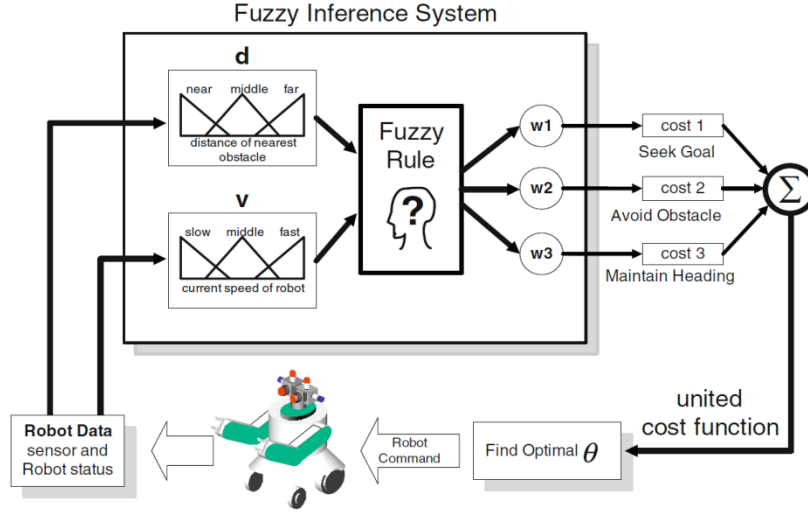 Fuzzy Inference System
d
near middle far
distance of nearest
obstacle
v
slow middle fast
current speed of robot
Fuzzy
Rule
?
w1
w2
w3
cost 1
Seek Goal
cost 2
Avoid Obstacle
cost 3
Maintain Heading
Σ
united
cost function
Find Optimal θ
Robot
Command
Robot Data
sensor and
Robot status